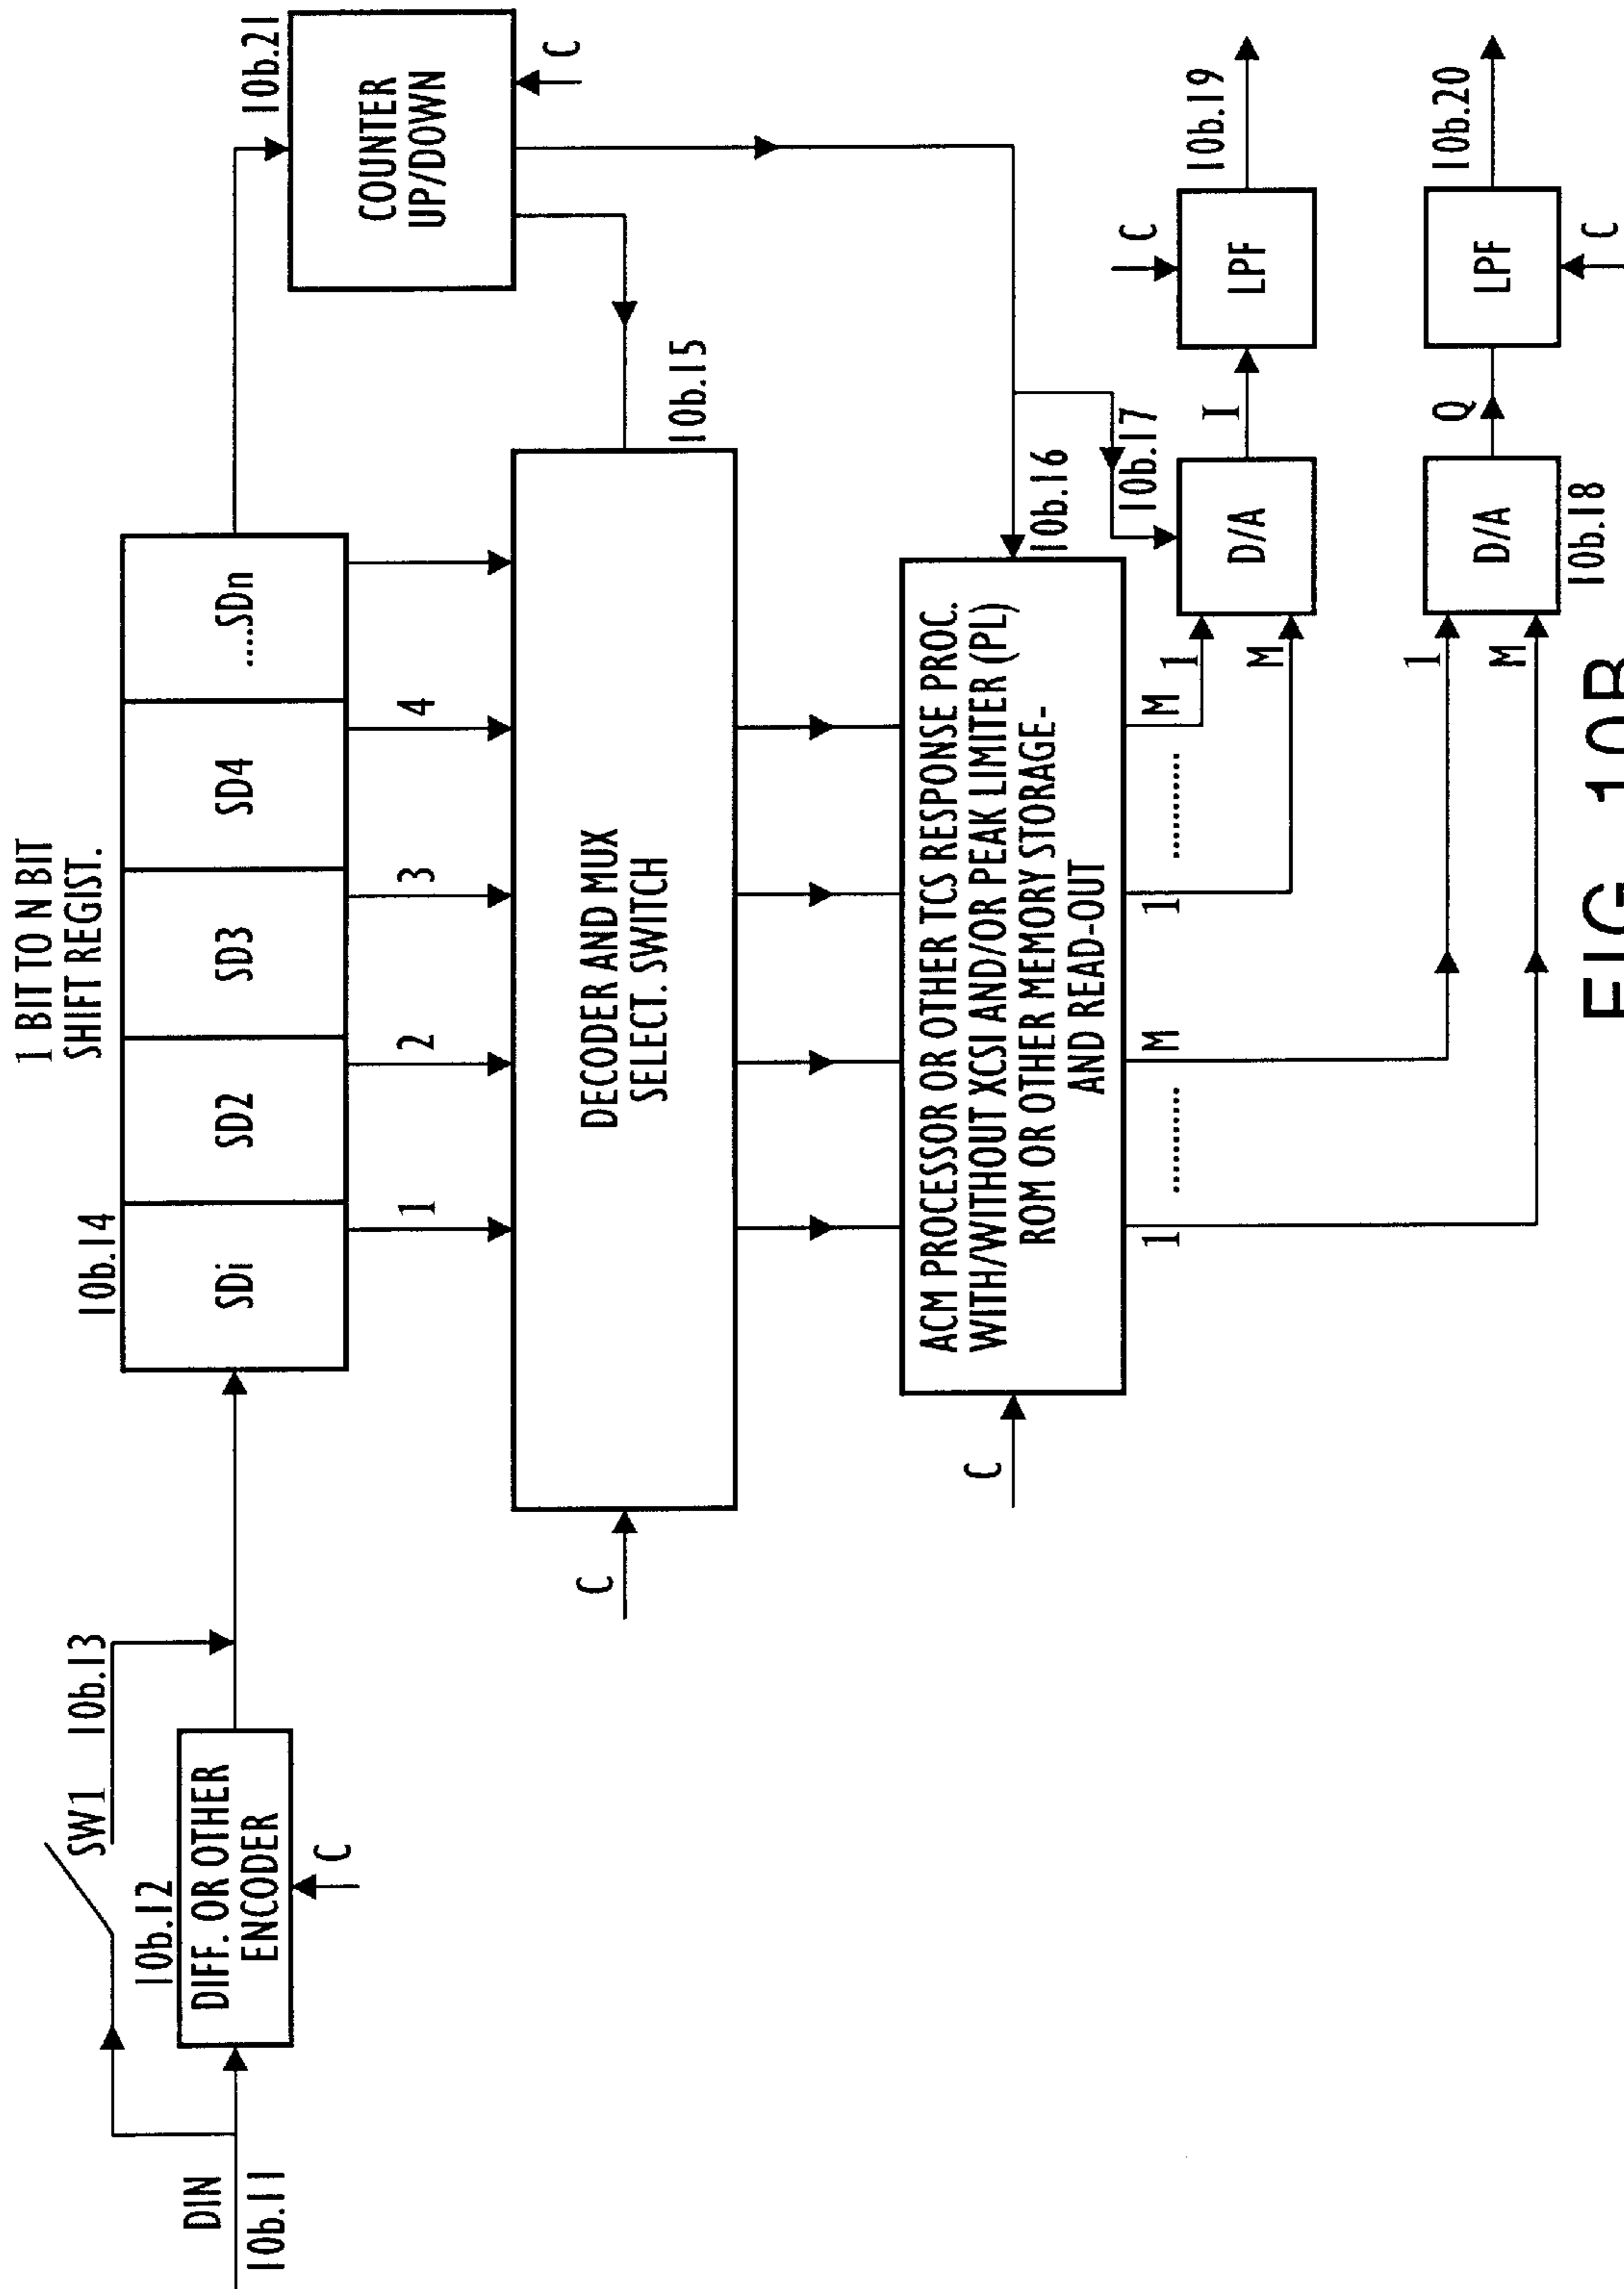 DIN
10b.11
SW1 10b.13
10b.12
DIFF. OR OTHER
ENCODER
C
1 BIT TO N BIT
SHIFT REGIST.
10b.14
SDi
SD2
SD3
SD4
.....SDn
10b.21
COUNTER
UP/DOWN
C
1
2
3
4
10b.15
DECODER AND MUX
SELECT. SWITCH
C
10b.16
ACM PROCESSOR OR OTHER TCS RESPONSE PROC.
WITH/WITHOUT XCSI AND/OR PEAK LIMITER (PL)
ROM OR OTHER MEMORY STORAGE-
AND READ-OUT
C
1 .......... M
1 .......... M
10b.17
1
M
D/A
I
C
LPF
10b.19
1
M
D/A
10b.18
Q
LPF
C
10b.20
FIG. 10B